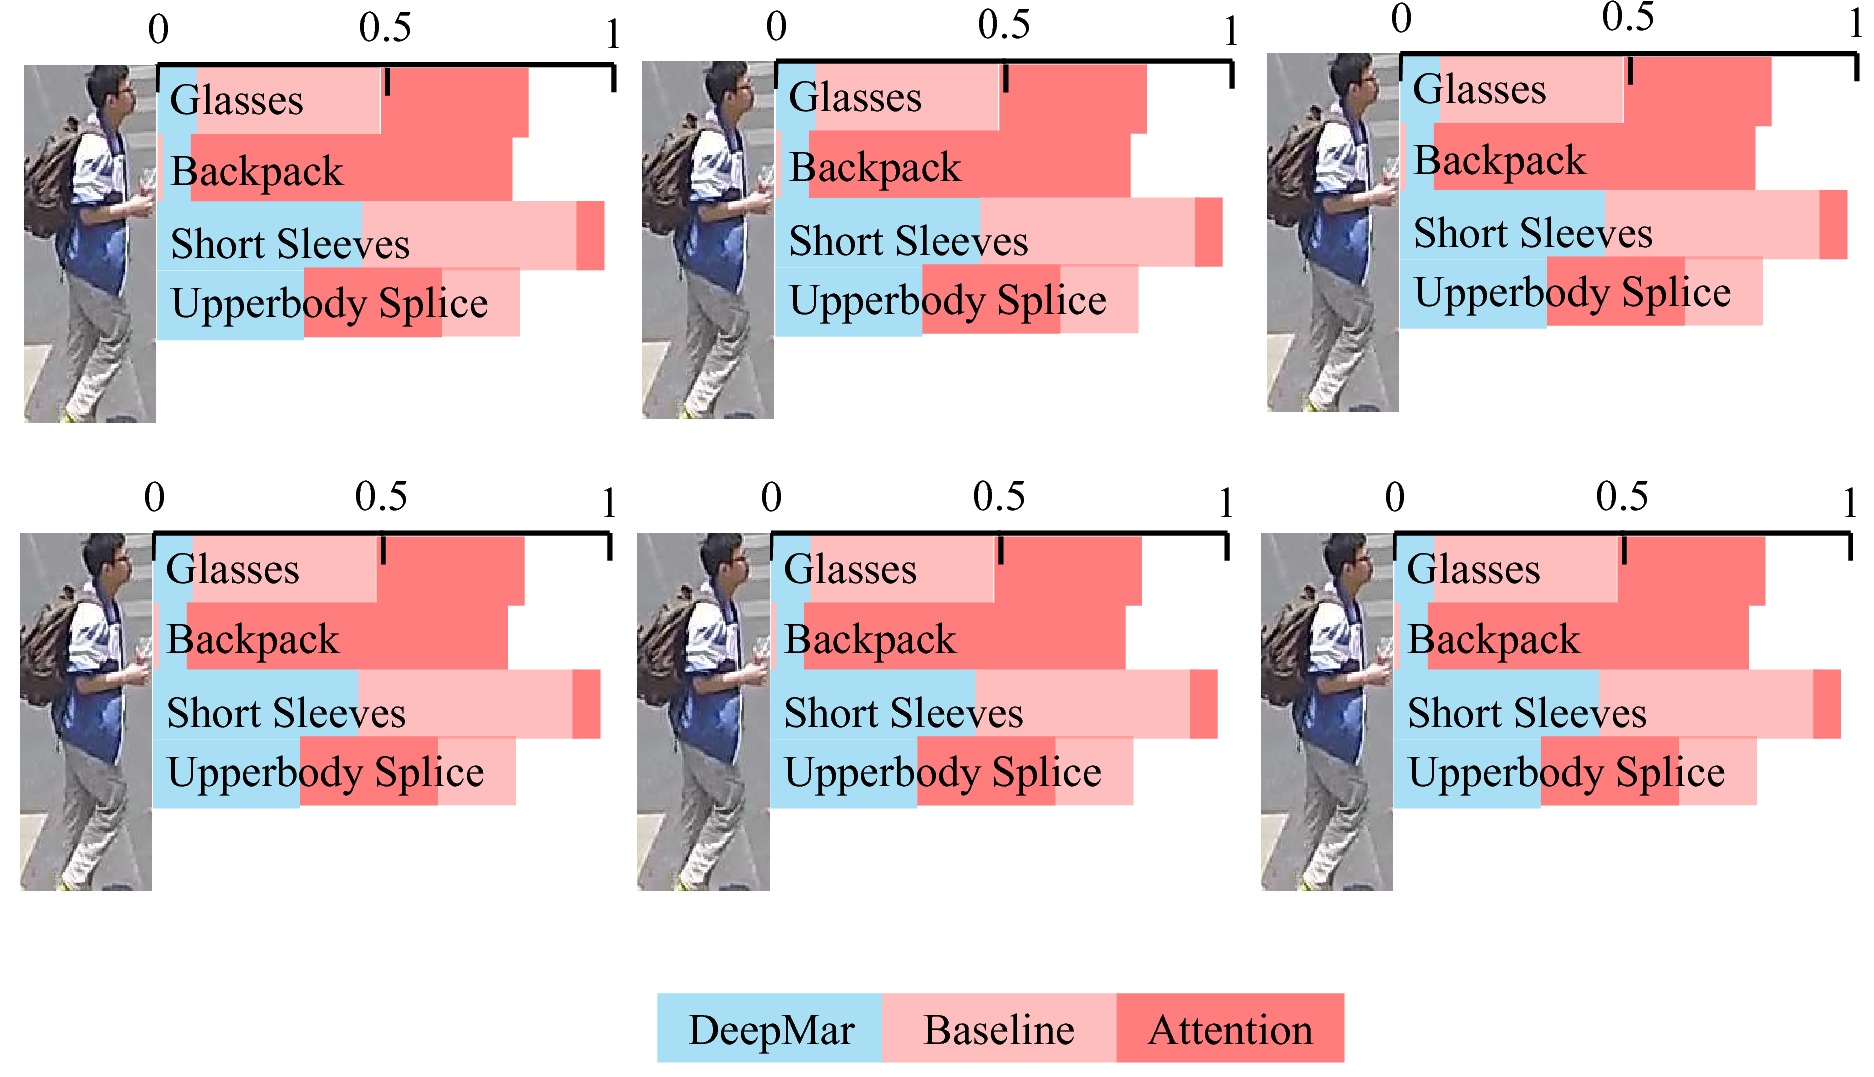 0 0.5 1
Glasses
Backpack
Short Sleeves
Upperbody Splice
0 0.5 1
Glasses
Backpack
Short Sleeves
Upperbody Splice
0 0.5 1
Glasses
Backpack
Short Sleeves
Upperbody Splice
0 0.5 1
Glasses
Backpack
Short Sleeves
Upperbody Splice
0 0.5 1
Glasses
Backpack
Short Sleeves
Upperbody Splice
0 0.5 1
Glasses
Backpack
Short Sleeves
Upperbody Splice
DeepMar Baseline Attention